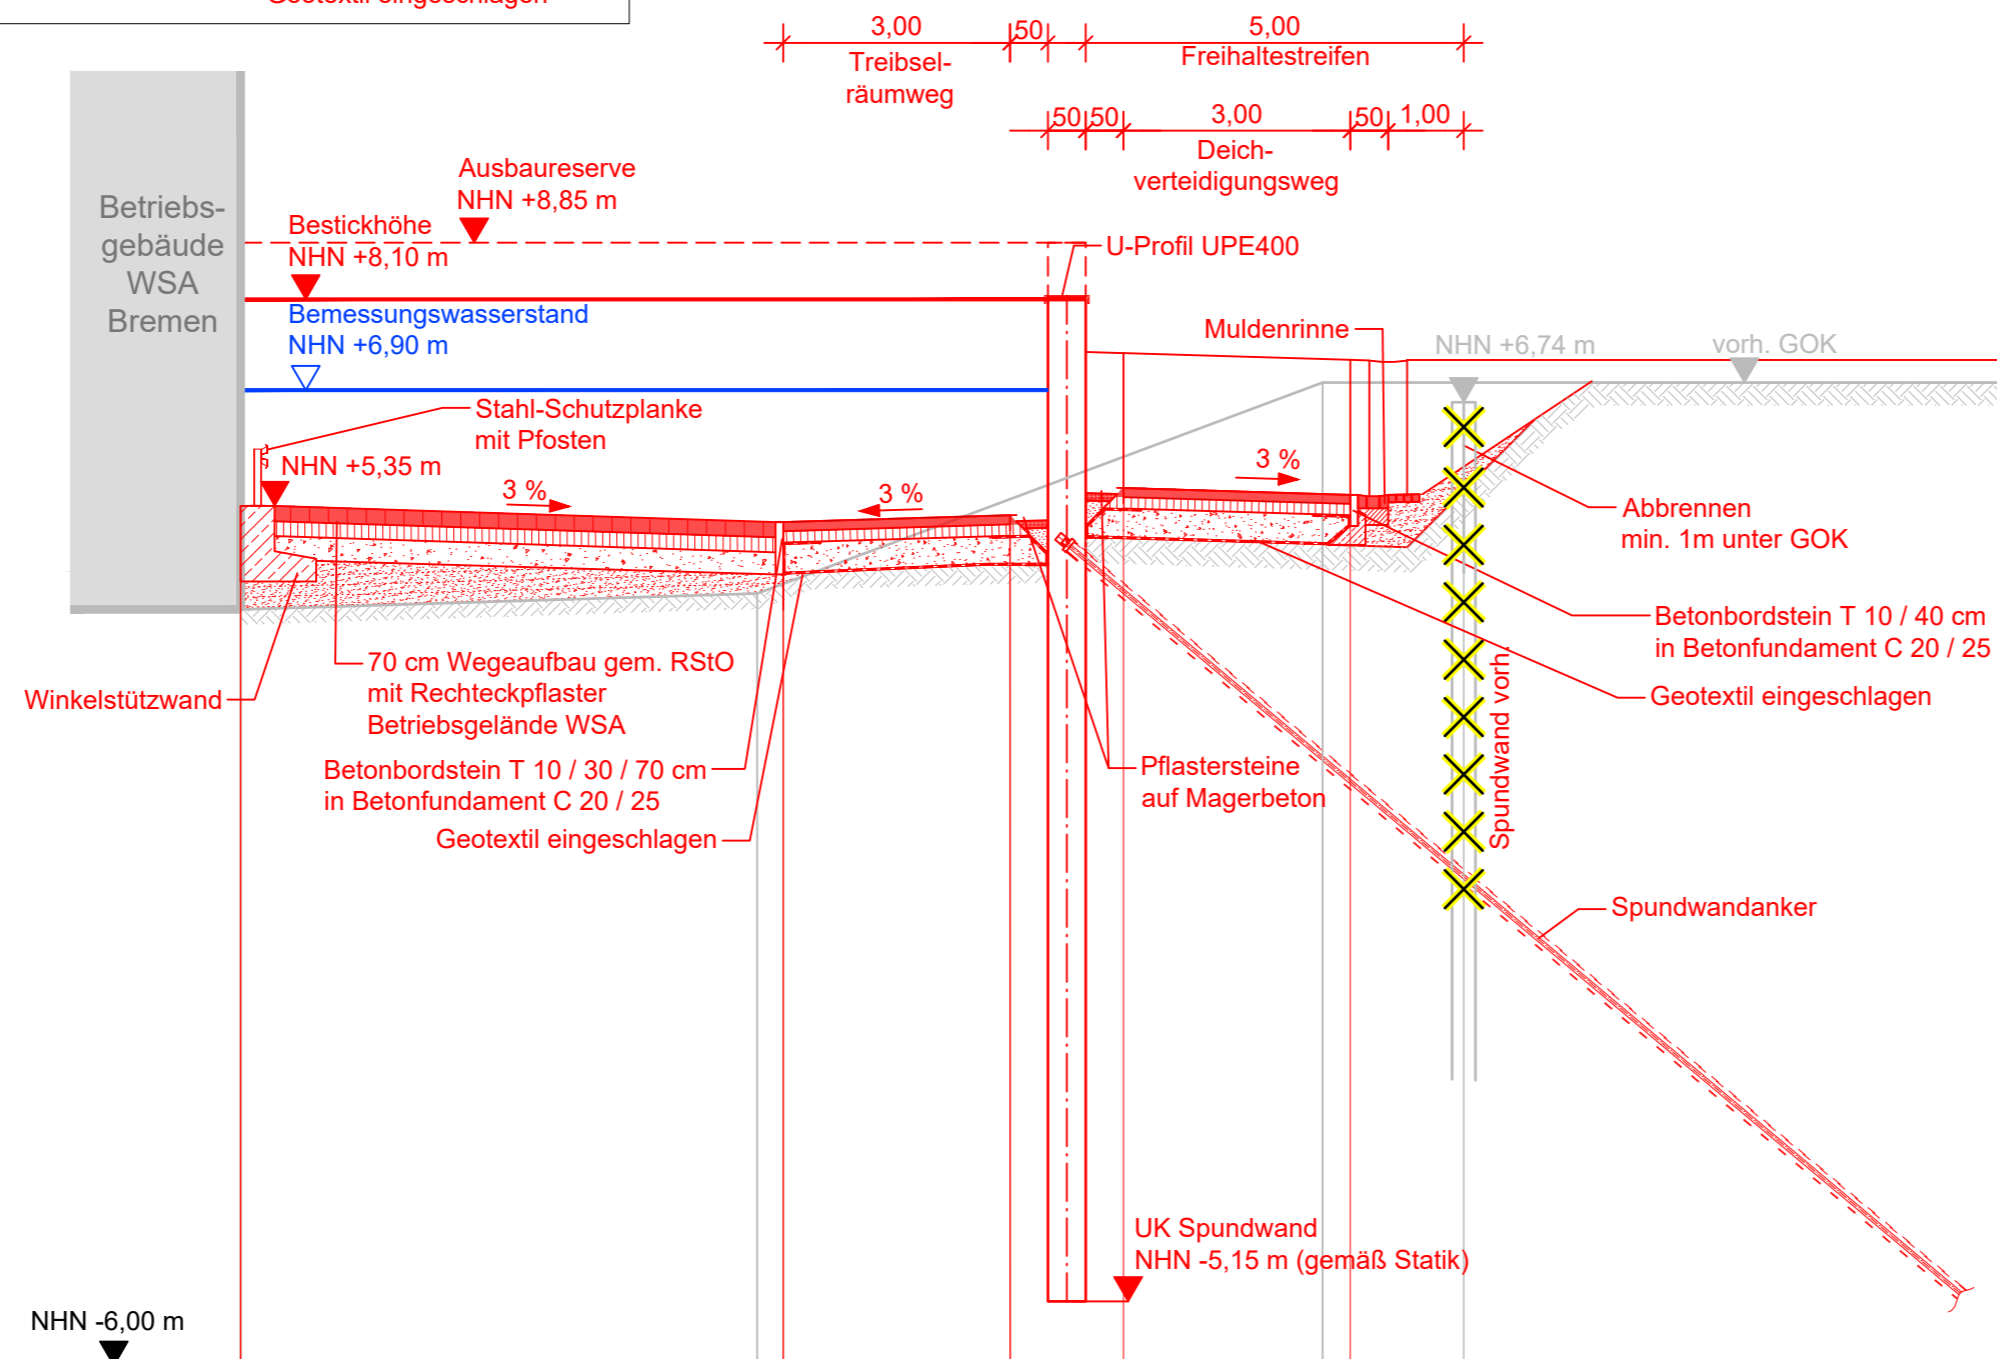 Geotextil eingeschlagen
3,00
50
5,00
Treibsel-
räumweg
Freihaltestreifen
50
50
3,00
50
1,00
Deich-
verteidigungsweg
Betriebs-
gebäude
WSA
Bremen
Ausbaureserve
NHN +8,85 m
Bestickhöhe
NHN +8,10 m
U-Profil UPE400
Bemessungswasserstand
NHN +6,90 m
Muldenrinne
NHN +6,74 m
vorh. GOK
Stahl-Schutzplanke
mit Pfosten
NHN +5,35 m
3 %
3 %
3 %
Abbrennen
min. 1m unter GOK
Betonbordstein T 10 / 40 cm
in Betonfundament C 20 / 25
Geotextil eingeschlagen
Spundwand vorh.
Winkelstützwand
70 cm Wegeaufbau gem. RStO
mit Rechteckpflaster
Betriebsgelände WSA
Betonbordstein T 10 / 30 / 70 cm
in Betonfundament C 20 / 25
Geotextil eingeschlagen
Pflastersteine
auf Magerbeton
Spundwandanker
UK Spundwand
NHN -5,15 m (gemäß Statik)
NHN -6,00 m